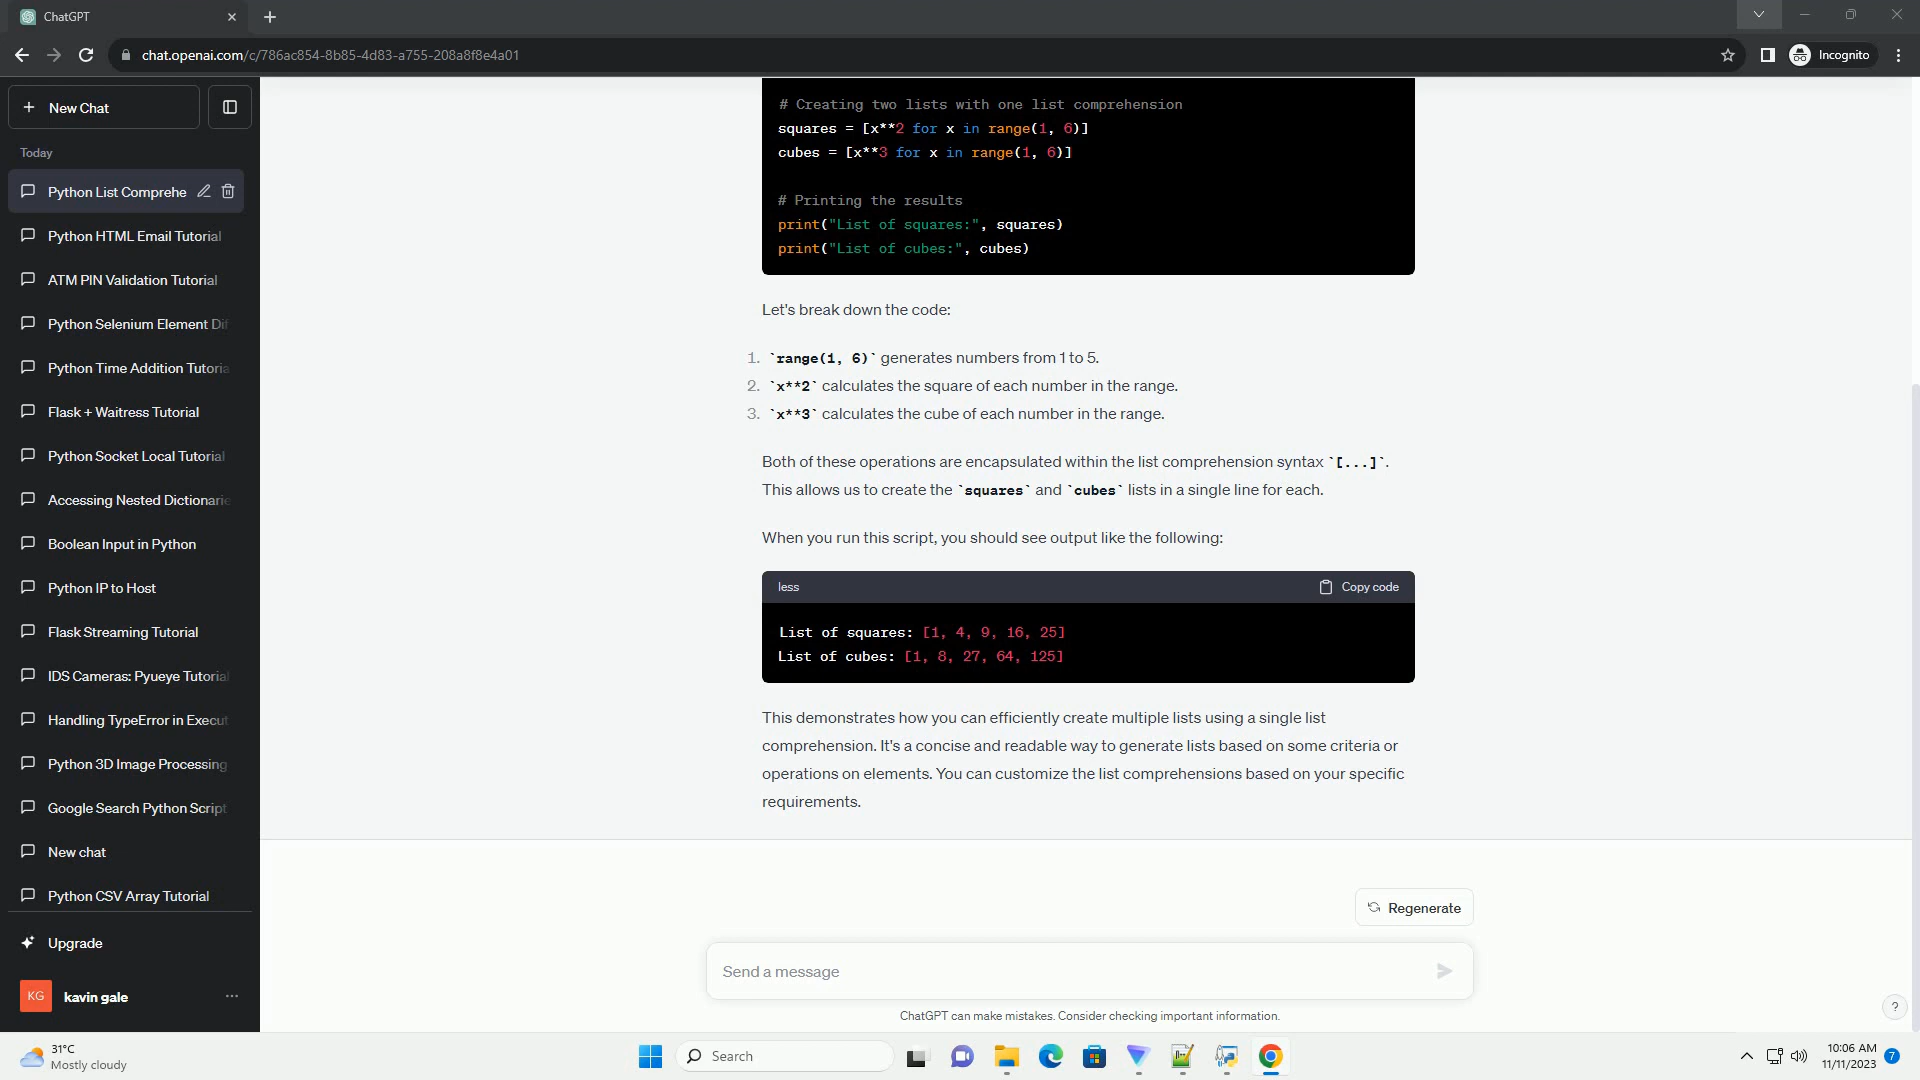 ChatGPT
chat.openai.com/c/786ac854-8b85-4d83-a755-208a8f8e4a01
Incognito
New Chat
Today
Python List Comprehe
Python HTML Email Tutorial
ATM PIN Validation Tutorial
Python Selenium Element Dif
Python Time Addition Tutoria
Flask + Waitress Tutorial
Python Socket Local Tutorial
Accessing Nested Dictionarie
Boolean Input in Python
Python IP to Host
Flask Streaming Tutorial
IDS Cameras: Pyueye Tutorial
Handling TypeError in Execut
Python 3D Image Processing
Google Search Python Script
New chat
Python CSV Array Tutorial
Upgrade
KG
kavin gale
# Creating two lists with one list comprehension
squares = [x**2 for x in range(1, 6)]
cubes = [x**3 for x in range(1, 6)]
# Printing the results
print("List of squares:", squares)
print("List of cubes:", cubes)
Let's break down the code:
1. `range(1, 6)` generates numbers from 1 to 5.
2. `x**2` calculates the square of each number in the range.
3. `x**3` calculates the cube of each number in the range.
Both of these operations are encapsulated within the list comprehension syntax `[...]`.
This allows us to create the `squares` and `cubes` lists in a single line for each.
When you run this script, you should see output like the following:
less
Copy code
List of squares: [1, 4, 9, 16, 25]
List of cubes: [1, 8, 27, 64, 125]
This demonstrates how you can efficiently create multiple lists using a single list
comprehension. It's a concise and readable way to generate lists based on some criteria or
operations on elements. You can customize the list comprehensions based on your specific
requirements.
Regenerate
Send a message
ChatGPT can make mistakes. Consider checking important information.
?
31°C
Mostly cloudy
Search
10:06 AM
11/11/2023
7